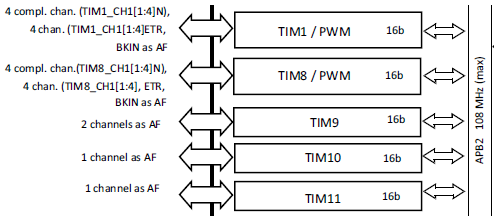 4 compl. chan. (TIM1_CH1[1:4]N),
4 chan. (TIM1_CH1[1:4]ETR,
BKIN as AF
TIM1 / PWM 16b
4 compl. chan.(TIM8_CH1[1:4]N),
4 chan. (TIM8_CH1[1:4], ETR,
BKIN as AF
TIM8 / PWM 16b
2 channels as AF
TIM9 16b
1 channel as AF
TIM10 16b
1 channel as AF
TIM11 16b
APB2 108 MHz (max)